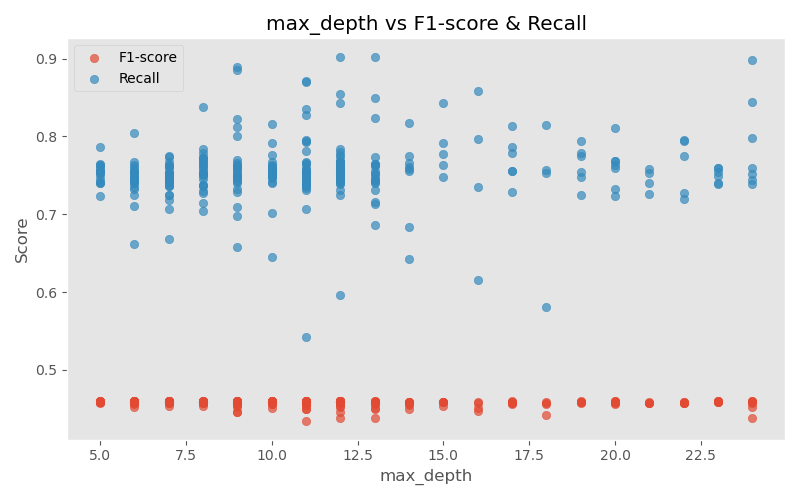 max_depth vs F1-score & Recall
F1-score
Recall
0.9
0.8
0.7
0.6
0.5
Score
5.0 7.5 10.0 12.5 15.0 17.5 20.0 22.5
max_depth